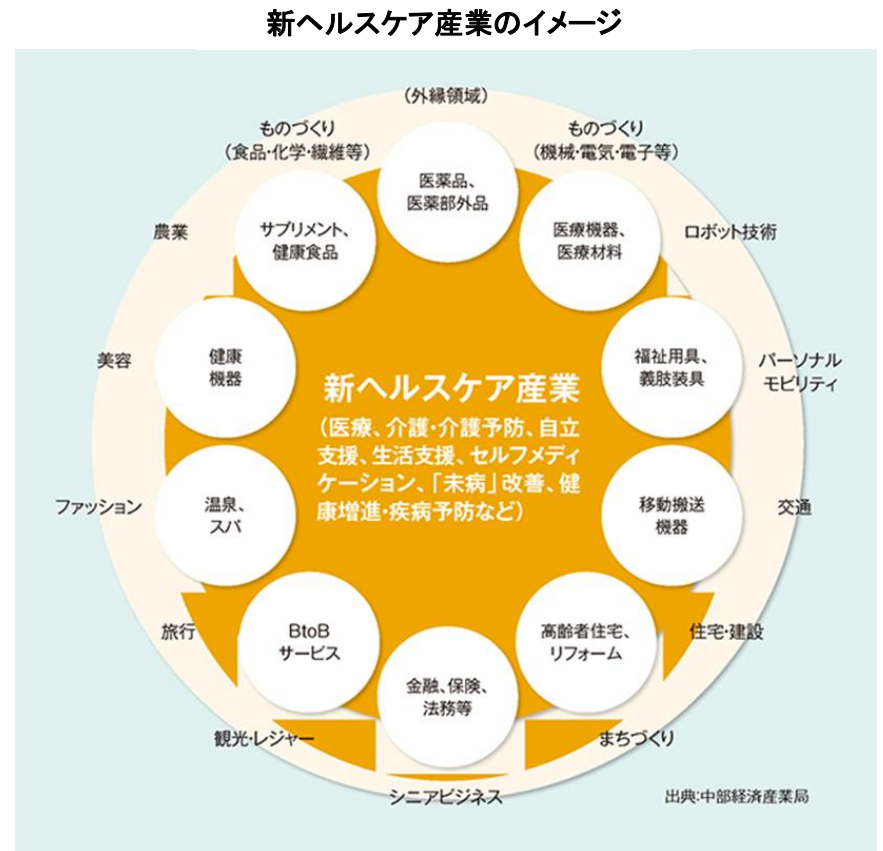 新ヘルスケア産業のイメージ
(外縁領域)
ものづくり
(食品・化学・繊維等)
ものづくり
(機械・電気・電子等)
医薬品、
医薬部外品
サプリメント、
健康食品
医療機器、
医療材料
農業
ロボット技術
美容
健康
機器
福祉用具、
義肢装具
パーソナル
モビリティ
新ヘルスケア産業
(医療、介護・介護予防、自立
支援、生活支援、セルフメディ
ケーション、「未病」改善、健
康増進・疾病予防など)
ファッション
温泉、
スパ
移動搬送
機器
交通
旅行
BtoB
サービス
高齢者住宅、
リフォーム
住宅・建設
金融、保険、
法務等
観光・レジャー
まちづくり
シニアビジネス
出典:中部経済産業局